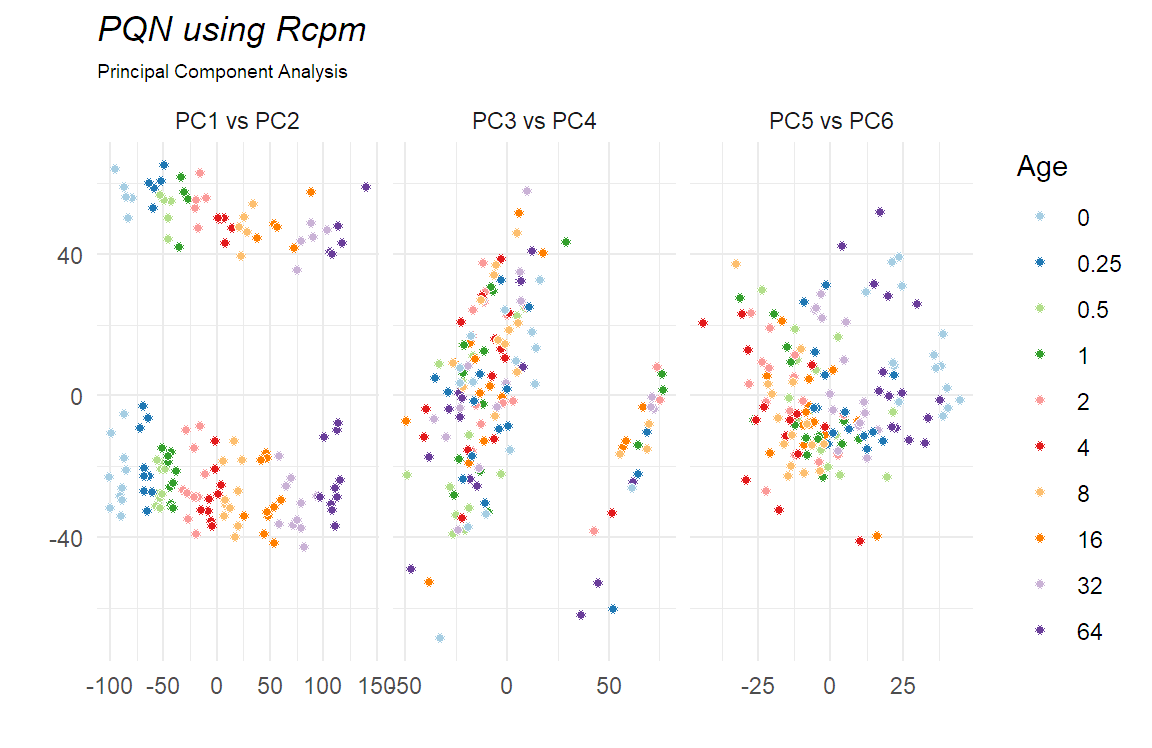 PQN using Rcpm
Principal Component Analysis
PC1 vs PC2 PC3 vs PC4 PC5 vs PC6
Age
0
0.25
0.5
1
2
4
8
16
32
64
40
0
-40
-100 -50 0 50 100 150 -50 0 50 -25 0 25